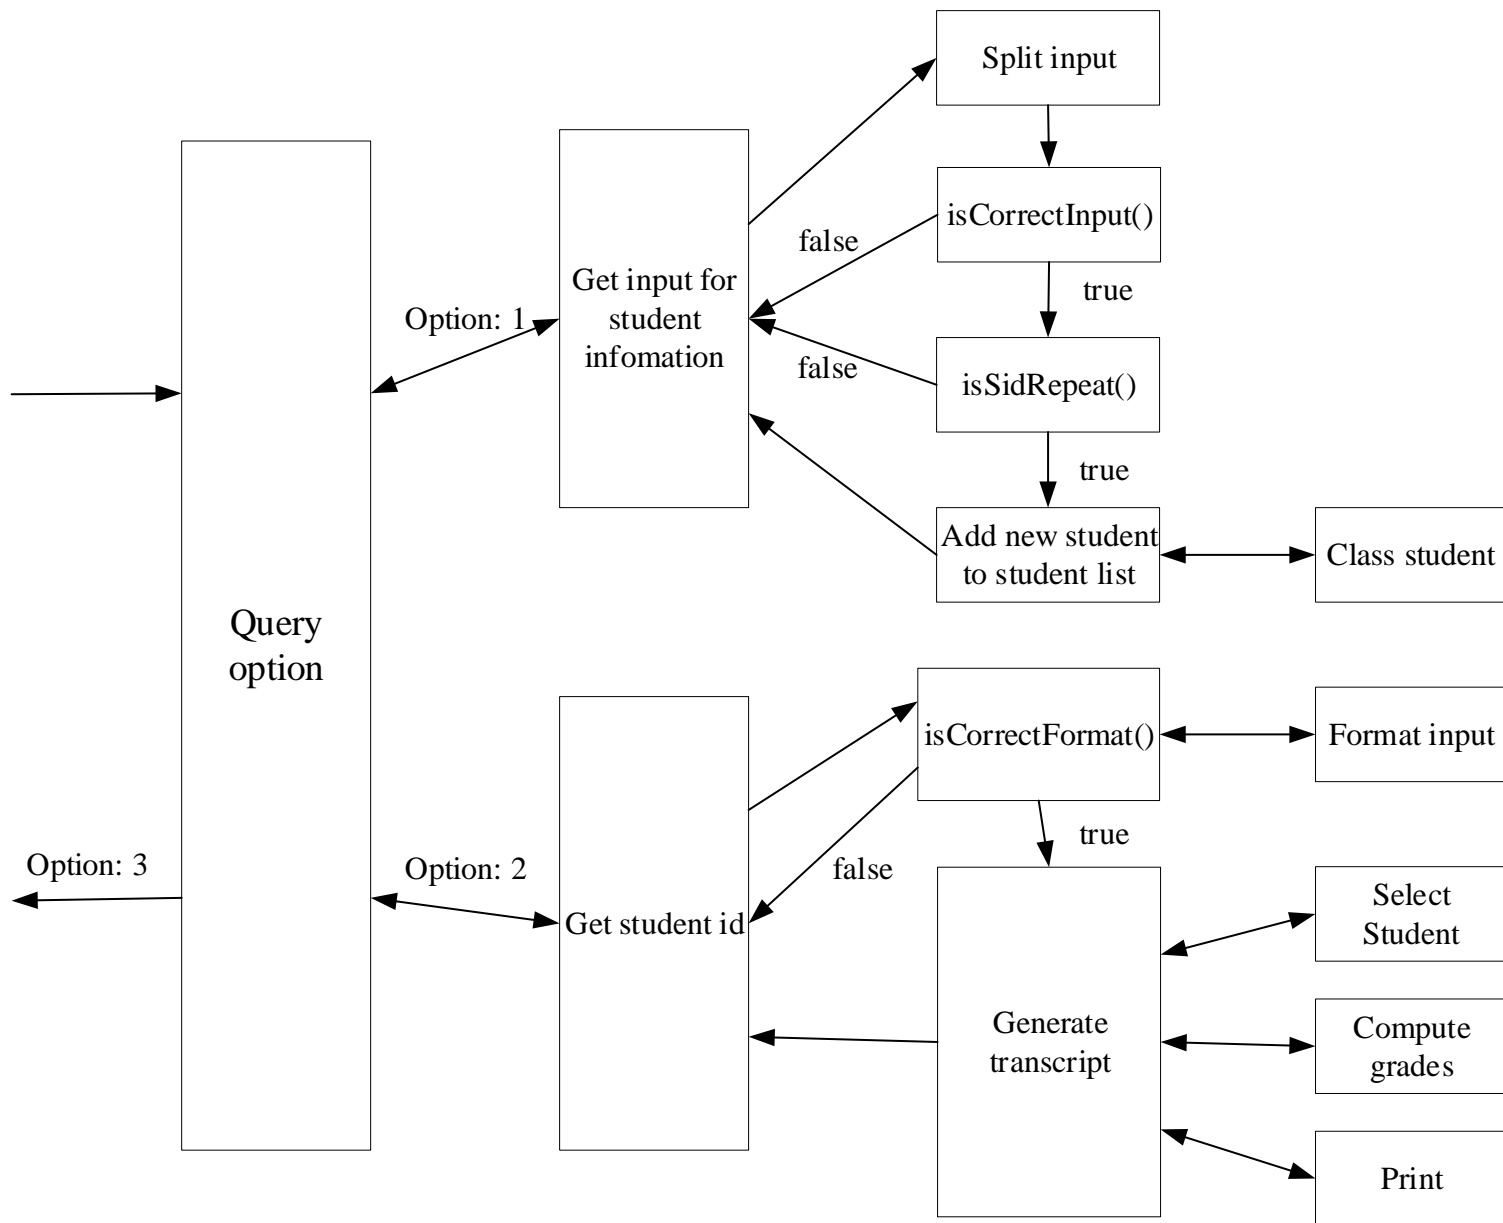 Split input
isCorrectInput()
false
true
Get input for
student
infomation
Option: 1
false
isSidRepeat()
true
Add new student
to student list
Class student
Query
option
isCorrectFormat()
Format input
true
Option: 3
Option: 2
false
Get student id
Select
Student
Generate
transcript
Compute
grades
Print